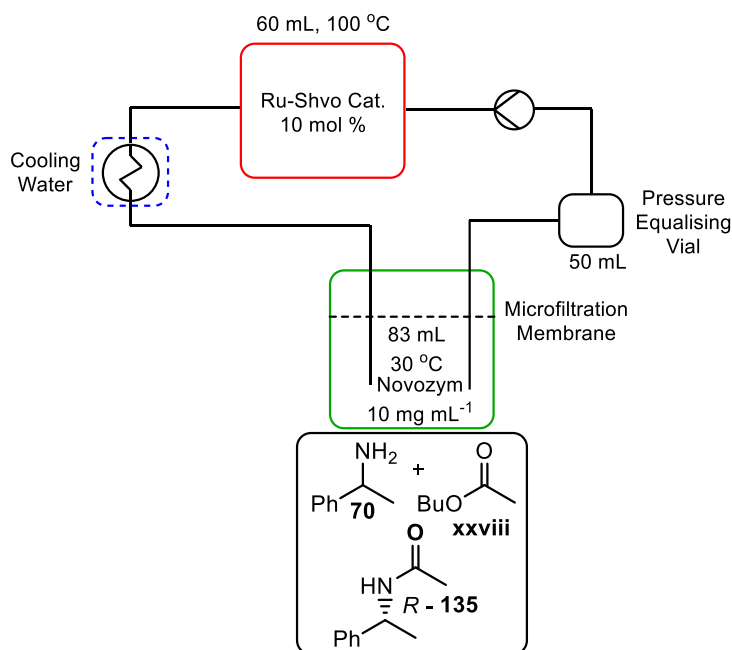 60 mL, 100 °C
Ru-Shvo Cat.
10 mol %
Cooling
Water
Pressure
Equalising
Vial
50 mL
Microfiltration
Membrane
83 mL
30 °C
Novozym
10 mg mL⁻¹
NH₂
+
O
Ph
70
BuO
xxviii
O
HN
R - 135
Ph